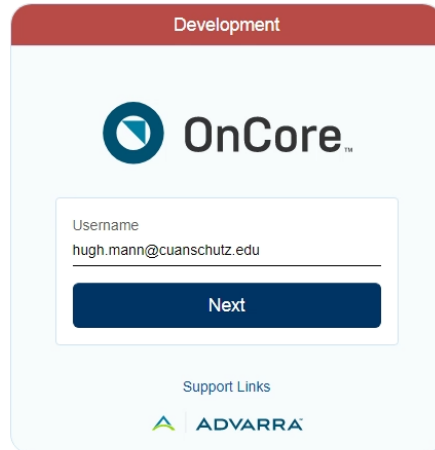 Development
OnCore™
Username
hugh.mann@cuanschutz.edu
Next
Support Links
ADVARRA